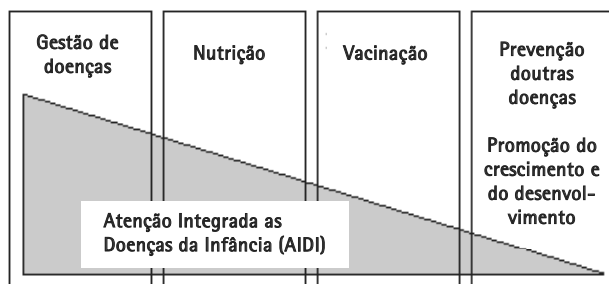 Gestão de
doenças
Nutrição
Vacinação
Prevenção
doutras
doenças
Promoção do
crescimento e
do desenvol-
vimento
Atenção Integrada as
Doenças da Infância (AIDI)